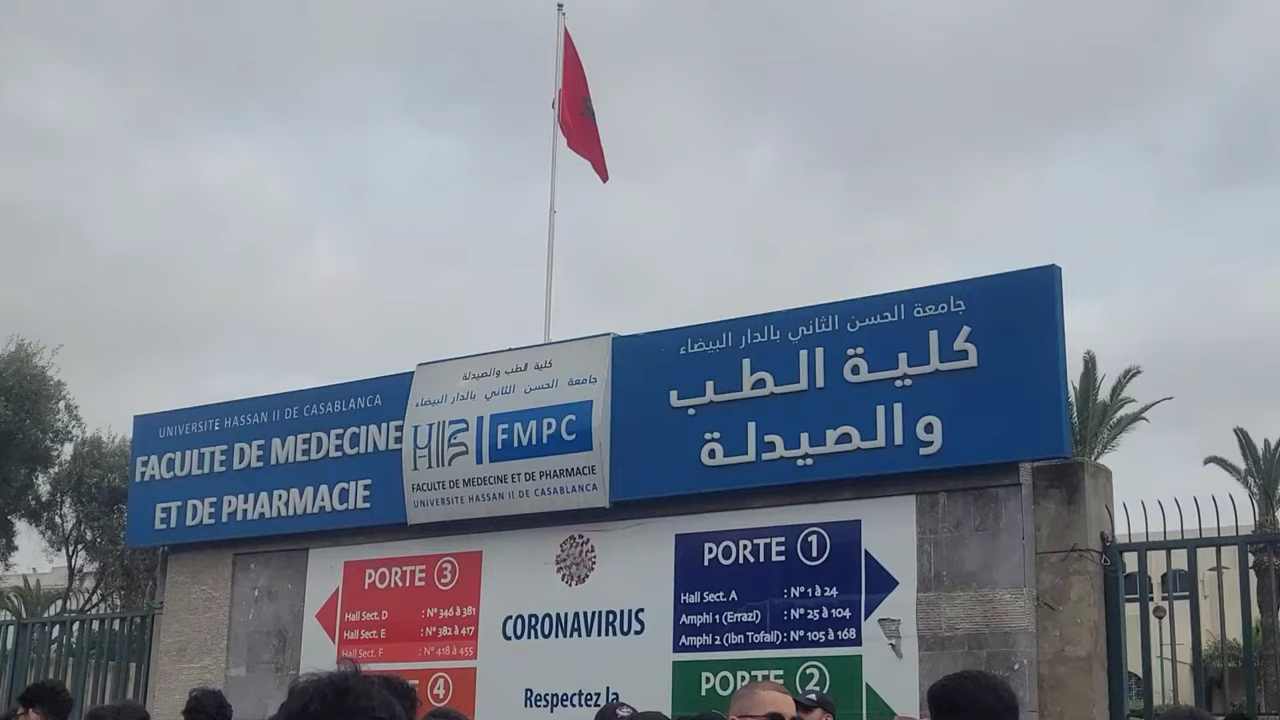 UNIVERSITE HASSAN II DE CASABLANCA
FACULTE DE MEDECINE
ET DE PHARMACIE
كلية الطب والصيدلة
جامعة الحسن الثاني بالدار البيضاء
FMPC
FACULTE DE MEDECINE ET DE PHARMACIE
UNIVERSITE HASSAN II DE CASABLANCA
جامعة الحسن الثاني بالدار البيضاء
كلية الطب
والصيدلة
PORTE 3
Hall Sect. D : N° 346 à 381
Hall Sect. E : N° 382 à 417
Hall Sect. F : N° 418 à 455
4
CORONAVIRUS
Respectez la
PORTE 1
Hall Sect. A : N° 1 à 24
Amphi 1 (Errazi) : N° 25 à 104
Amphi 2 (Ibn Tofail) : N° 105 à 168
PORTE 2